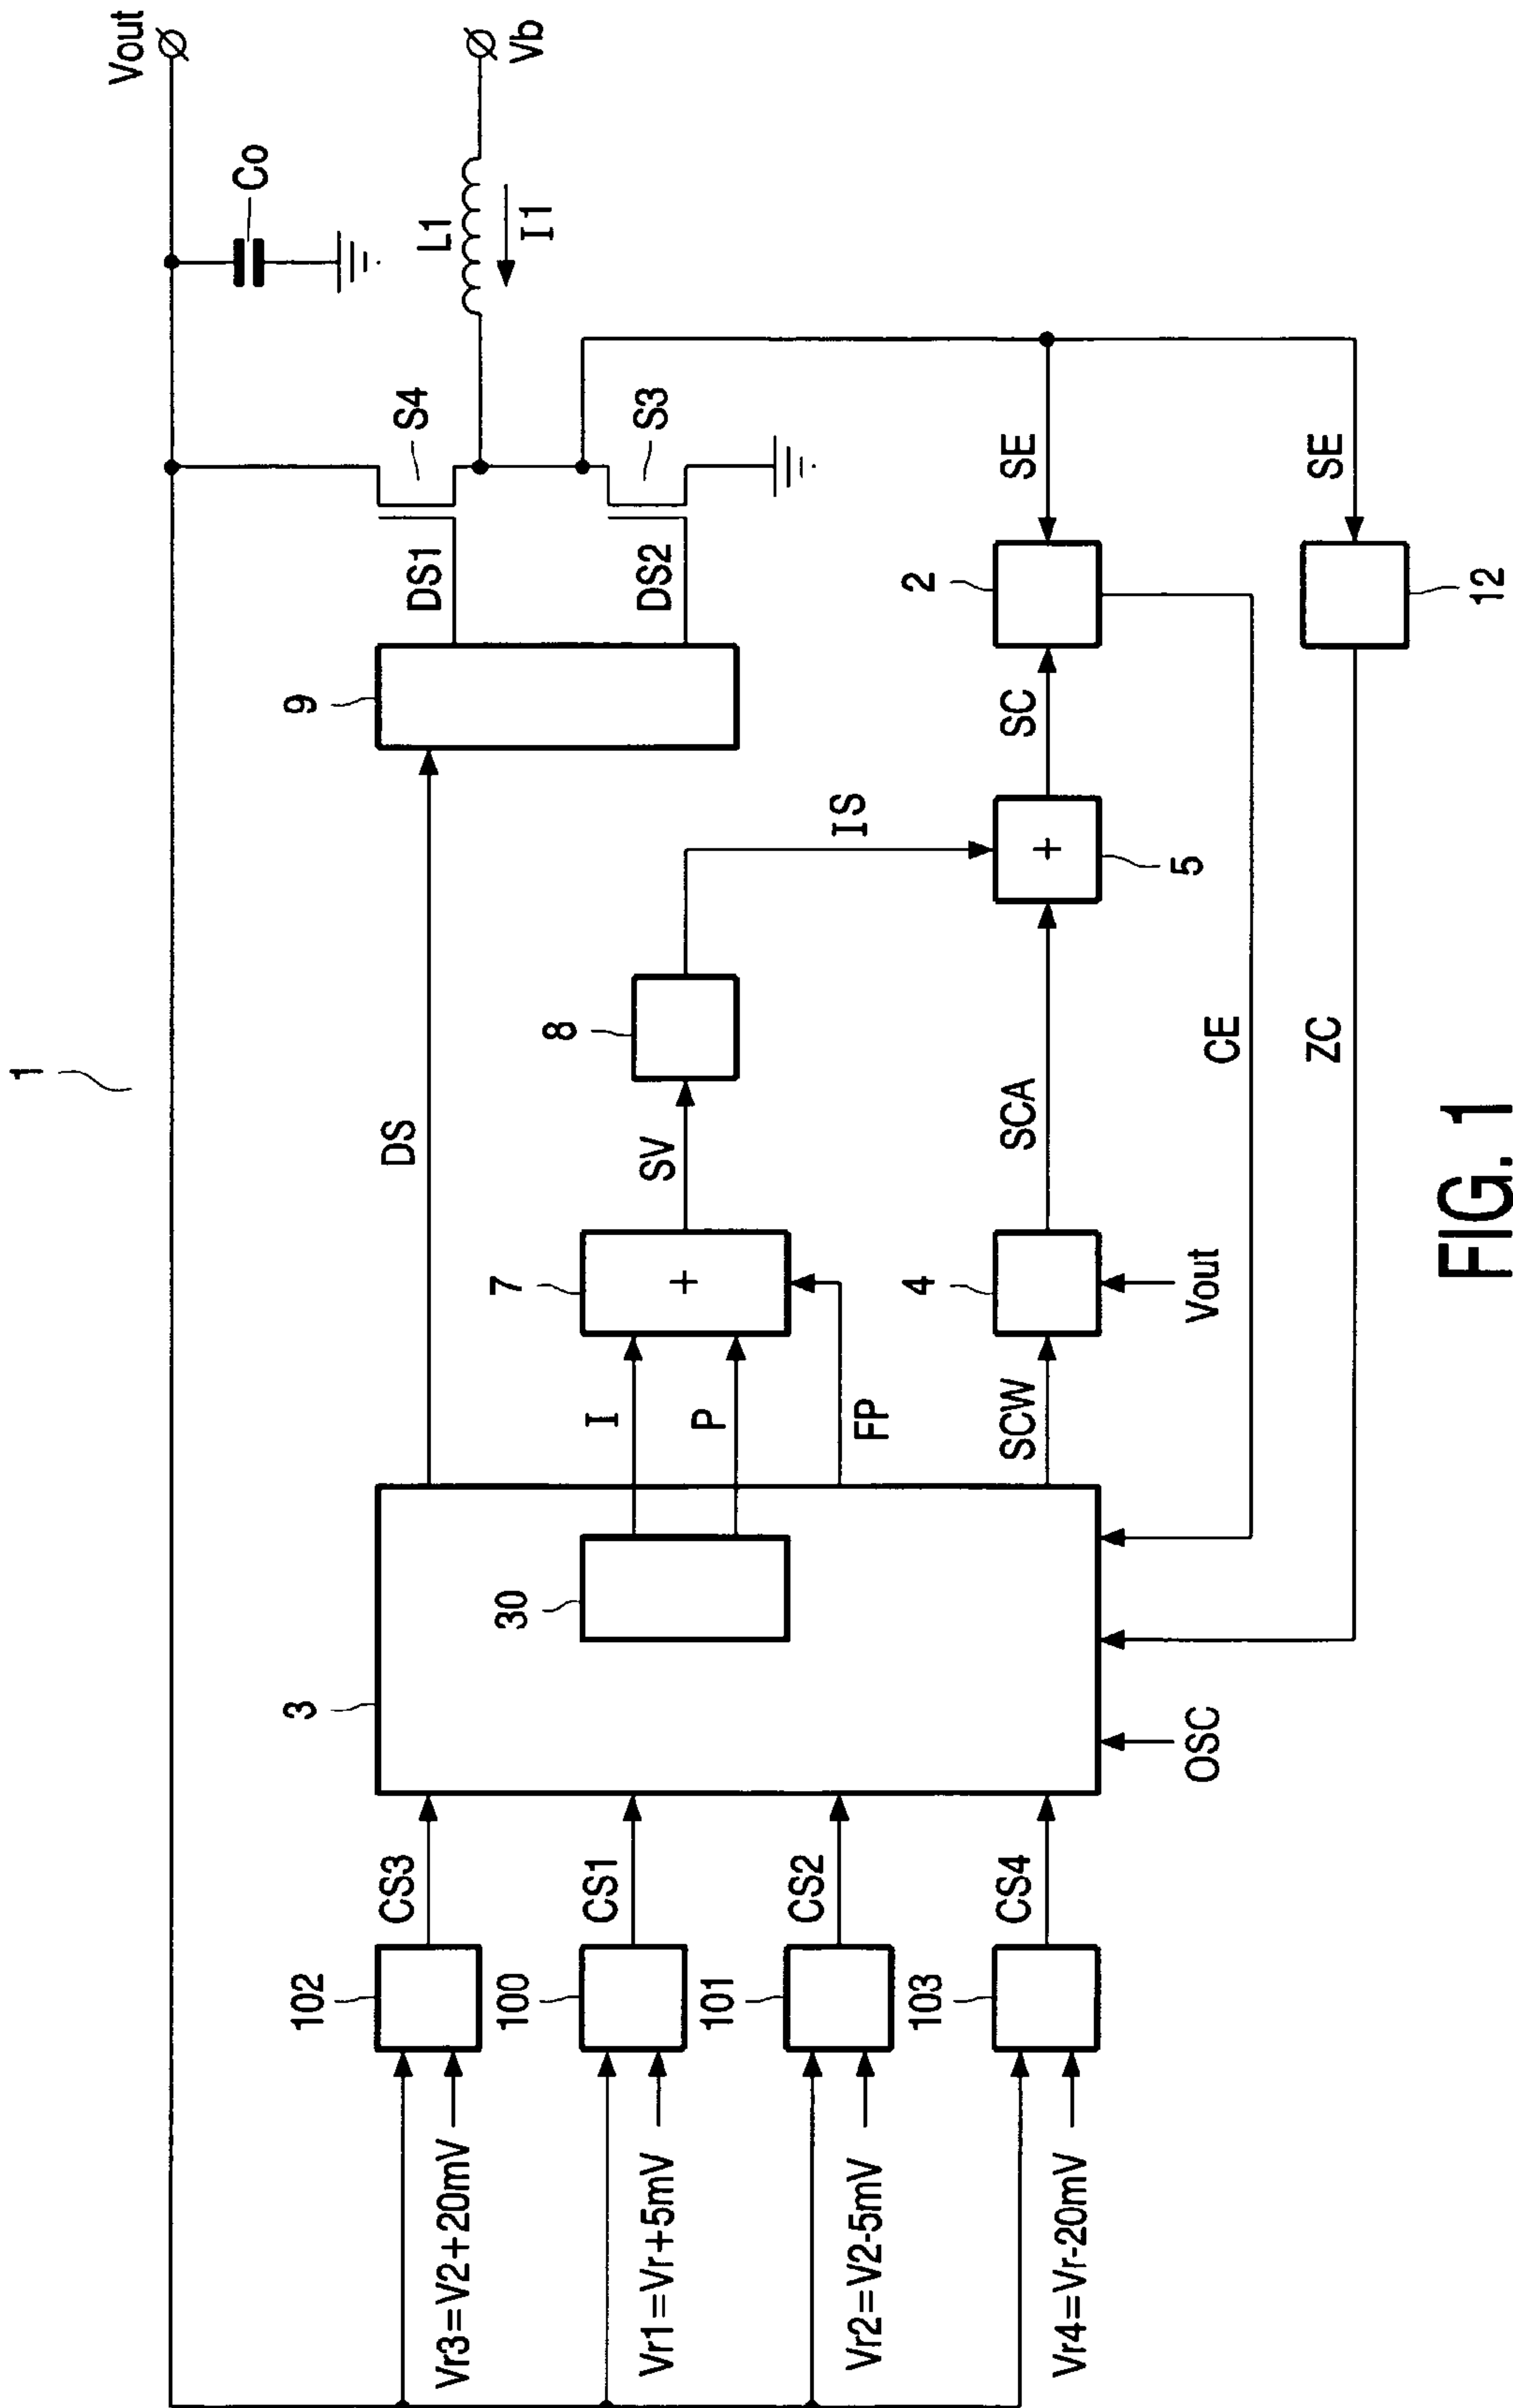 1
Vout
Co
Vb
L1
I1
S4
S3
DS1
DS2
9
DS
SE
2
SE
12
SC
IS
5
8
SV
SCA
CE
ZC
7
+
+
4
Vout
I
P
FP
SCW
30
3
OSC
CS3
CS1
CS2
CS4
102
100
101
103
Vr3=V2+20mV
Vr1=Vr+5mV
Vr2=V2-5mV
Vr4=Vr-20mV
FIG. 1